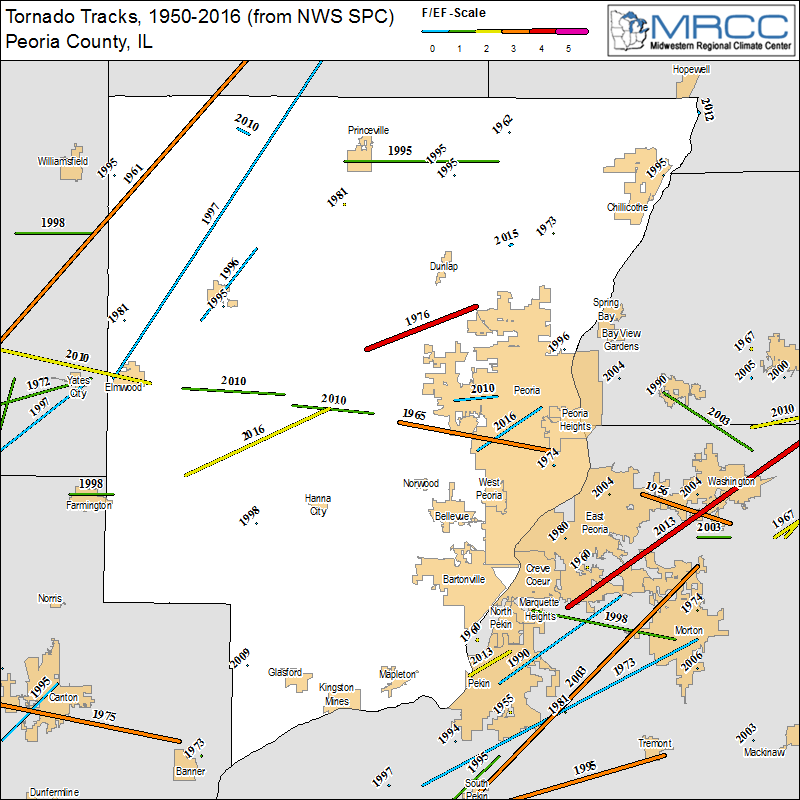 Tornado Tracks, 1950-2016 (from NWS SPC)
Peoria County, IL
F/EF-Scale
0 1 2 3 4 5
MRCC
Midwestern Regional Climate Center
Hopewell
2012
2010
1962
Princeville
1995
1995
1995
Williamsfield
1995
1961
1995
1981
Chillicothe
1997
1998
1973
2015
1996
Dunlap
1995
Spring
Bay
1981
1976
Bay View
Gardens
1996
1967
2010
2004
2005
2000
1972
Yates
City
Elmwood
2010
2010
Peoria
1990
1997
2010
2016
2003
2010
1965
Peoria
Heights
2016
1974
1998
Norwood
West
Peoria
2004
1956
2004
Washington
Farmington
Hanna
City
1998
Bellevue
East
Peoria
2013
2003
1967
1980
1960
Creve
Coeur
Bartonville
Norris
Marquette
Heights
1974
North
Pekin
1998
Morton
1960
2009
2013
1990
2006
1973
2003
Glasford
Mapleton
Pekin
1995
Canton
Kingston
Mines
1955
1981
1975
1994
2003
1973
Tremont
Mackinaw
Banner
1995
1995
1997
South
Pekin
Dunfermline